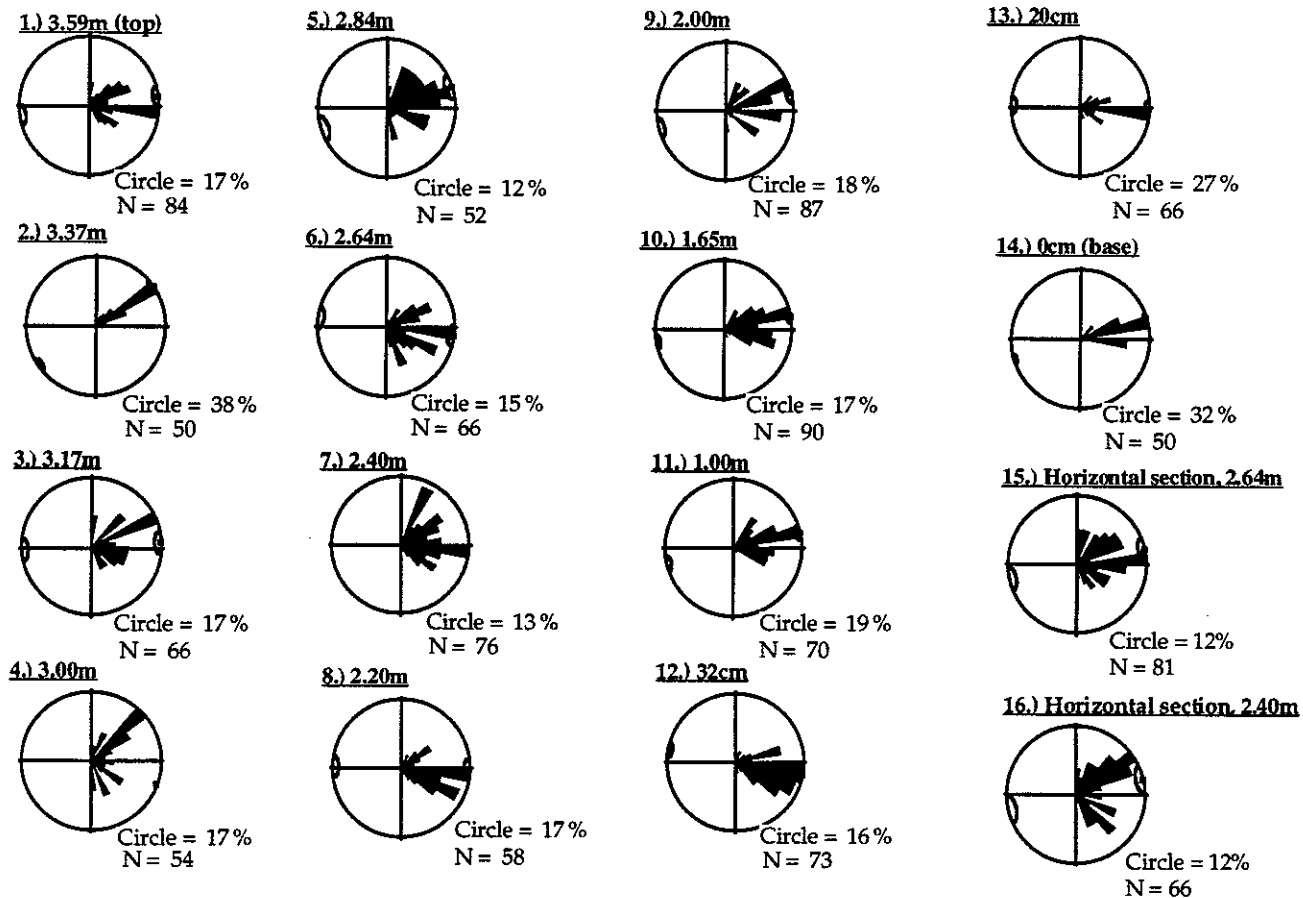 1.) 3.59m (top)
Circle = 17%
N = 84
2.) 3.37m
Circle = 38%
N = 50
3.) 3.17m
Circle = 17%
N = 66
4.) 3.00m
Circle = 17%
N = 54
5.) 2.84m
Circle = 12%
N = 52
6.) 2.64m
Circle = 15%
N = 66
7.) 2.40m
Circle = 13%
N = 76
8.) 2.20m
Circle = 17%
N = 58
9.) 2.00m
Circle = 18%
N = 87
10.) 1.65m
Circle = 17%
N = 90
11.) 1.00m
Circle = 19%
N = 70
12.) 32cm
Circle = 16%
N = 73
13.) 20cm
Circle = 27%
N = 66
14.) 0cm (base)
Circle = 32%
N = 50
15.) Horizontal section, 2.64m
Circle = 12%
N = 81
16.) Horizontal section, 2.40m
Circle = 12%
N = 66